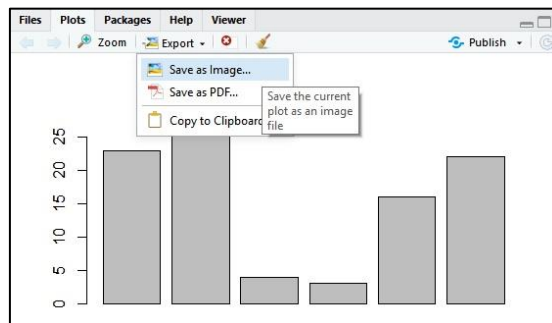 Files Plots Packages Help Viewer
Zoom Export Publish
Save as Image...
Save as PDF...
Copy to Clipboard
Save the current
plot as an image
file
25
20
15
10
5
0